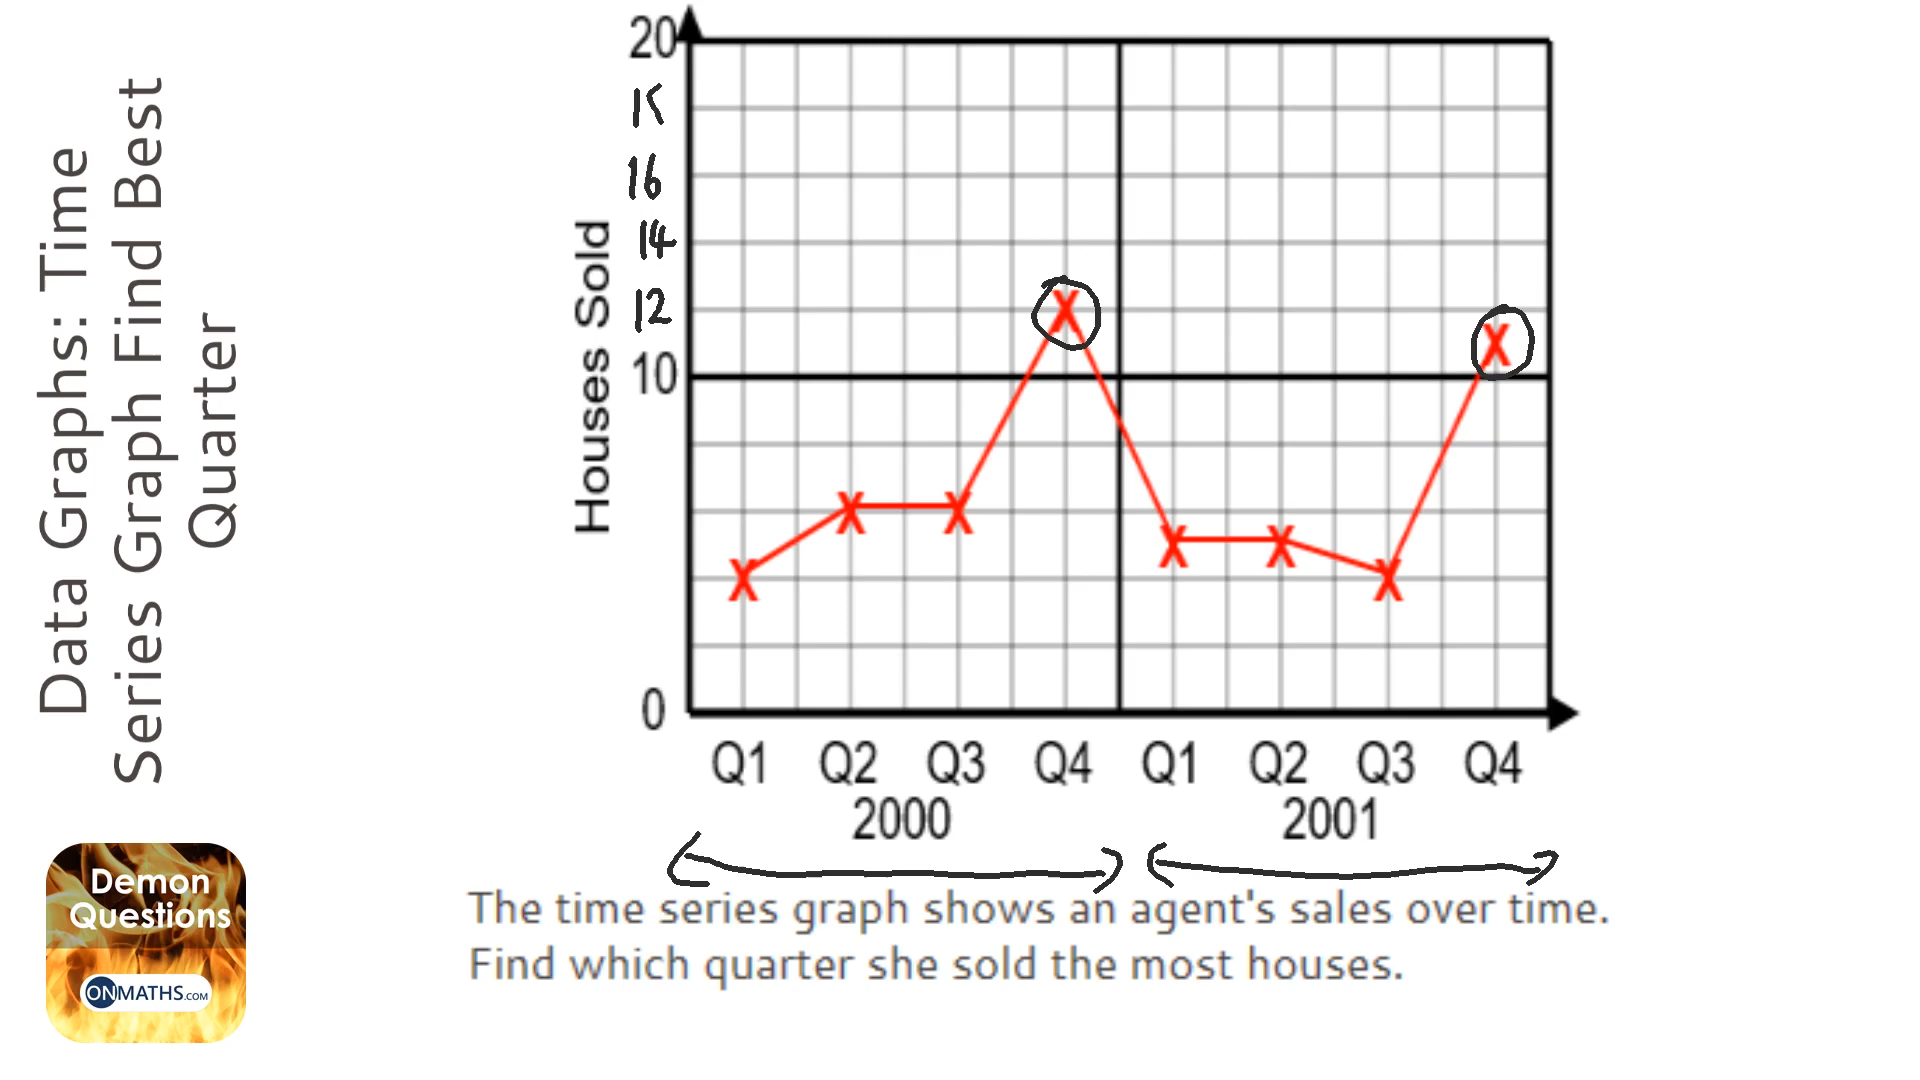 Data Graphs: Time
Series Graph Find Best
Quarter
20
16
14
12
10
0
Houses Sold
Q1 Q2 Q3 Q4 Q1 Q2 Q3 Q4
2000 2001
The time series graph shows an agent's sales over time.
Find which quarter she sold the most houses.
Demon
Questions
ONMATHS.COM